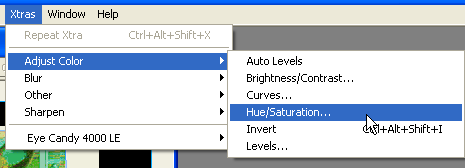 Xtras Window Help
Repeat Xtra Ctrl+Alt+Shift+X
Adjust Color
Blur
Other
Sharpen
Eye Candy 4000 LE
Auto Levels
Brightness/Contrast...
Curves...
Hue/Saturation...
Invert Ctrl+Alt+Shift+I
Levels...